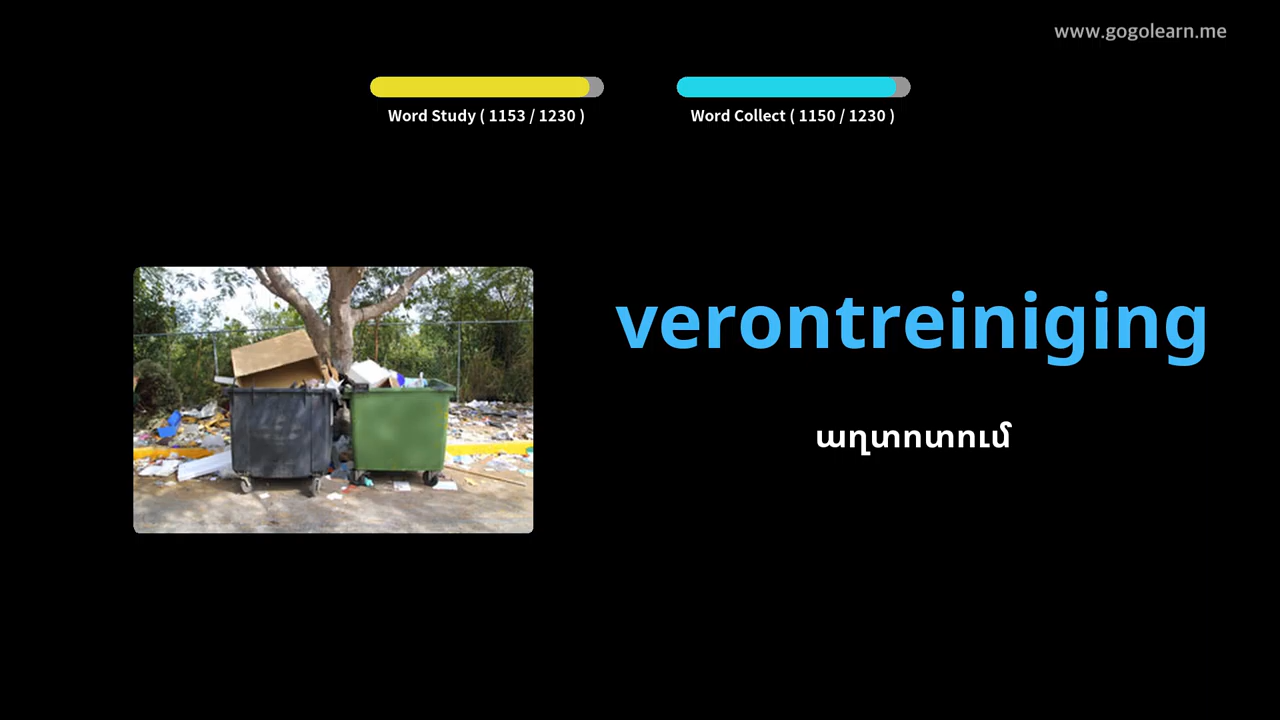 www.gogolearn.me
Word Study ( 1153 / 1230 )
Word Collect ( 1150 / 1230 )
verontreiniging
աղտոտում